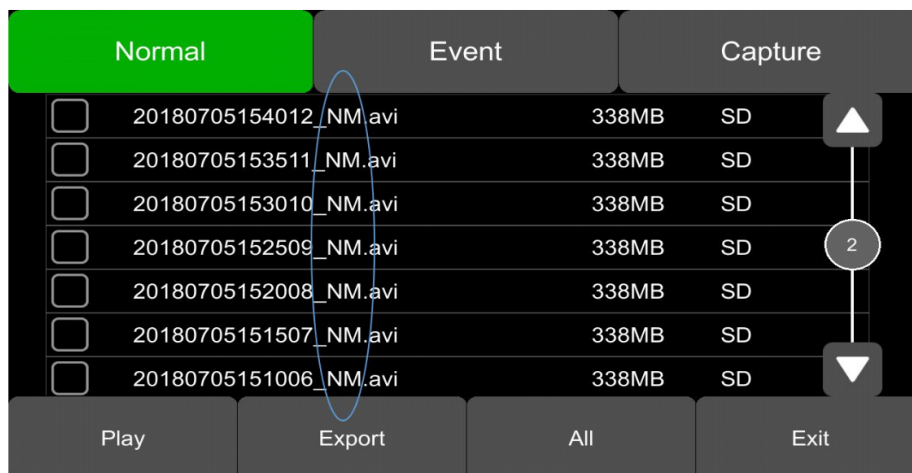 Normal Event Capture
20180705154012_NM.avi 338MB SD
20180705153511_NM.avi 338MB SD
20180705153010_NM.avi 338MB SD
20180705152509_NM.avi 338MB SD 2
20180705152008_NM.avi 338MB SD
20180705151507_NM.avi 338MB SD
20180705151006_NM.avi 338MB SD
Play Export All Exit